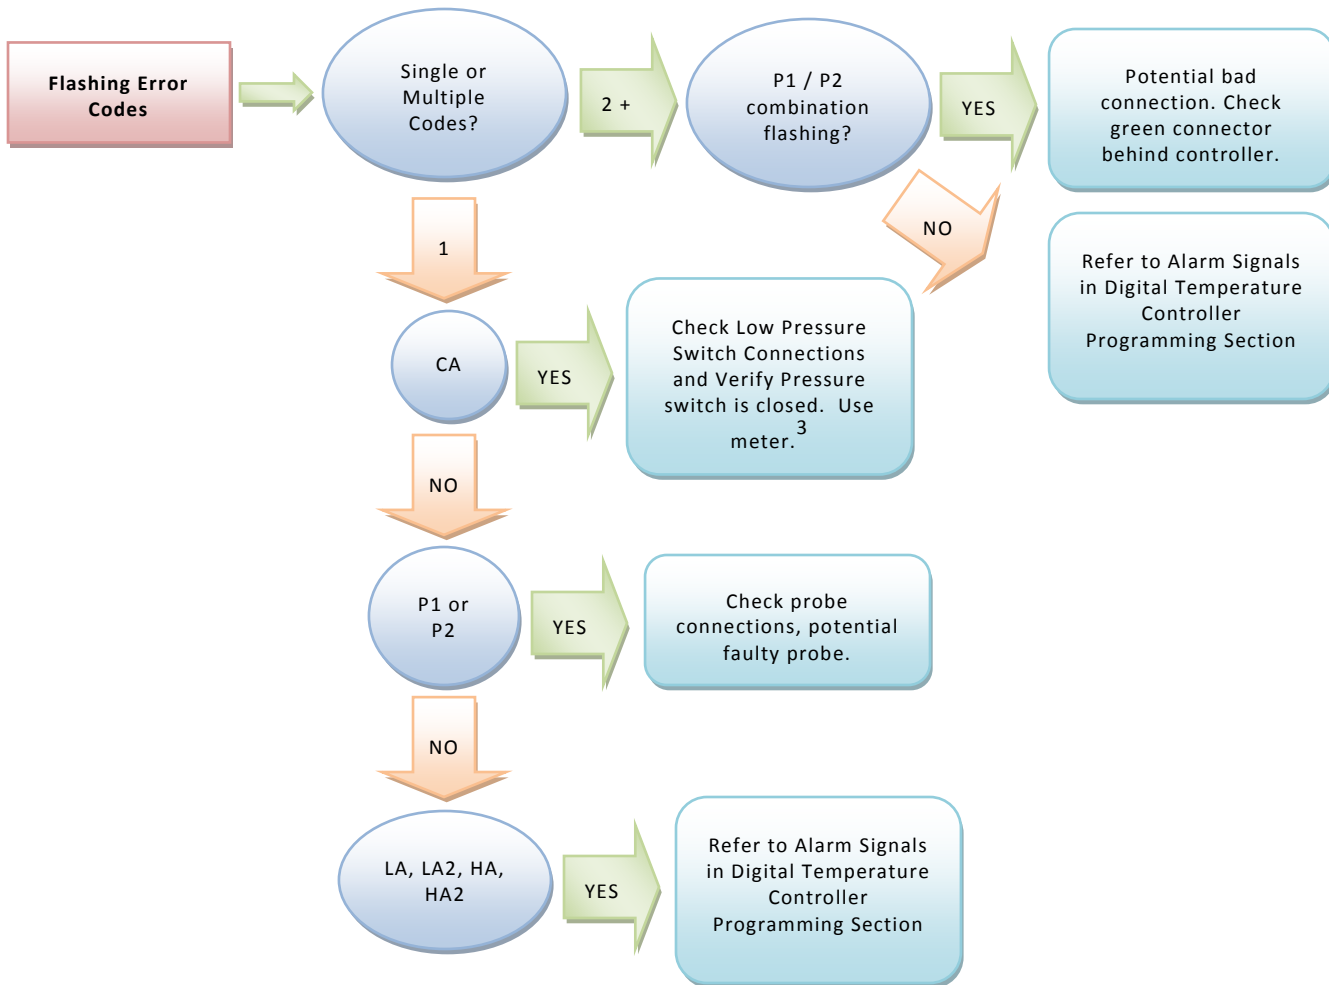 Flashing Error
Codes
Single or
Multiple
Codes?
2 +
P1 / P2
combination
flashing?
YES
Potential bad
connection. Check
green connector
behind controller.
NO
Refer to Alarm Signals
in Digital Temperature
Controller
Programming Section
1
CA
YES
Check Low Pressure
Switch Connections
and Verify Pressure
switch is closed. Use
meter.3
NO
P1 or
P2
YES
Check probe
connections, potential
faulty probe.
NO
LA, LA2, HA,
HA2
YES
Refer to Alarm Signals
in Digital Temperature
Controller
Programming Section